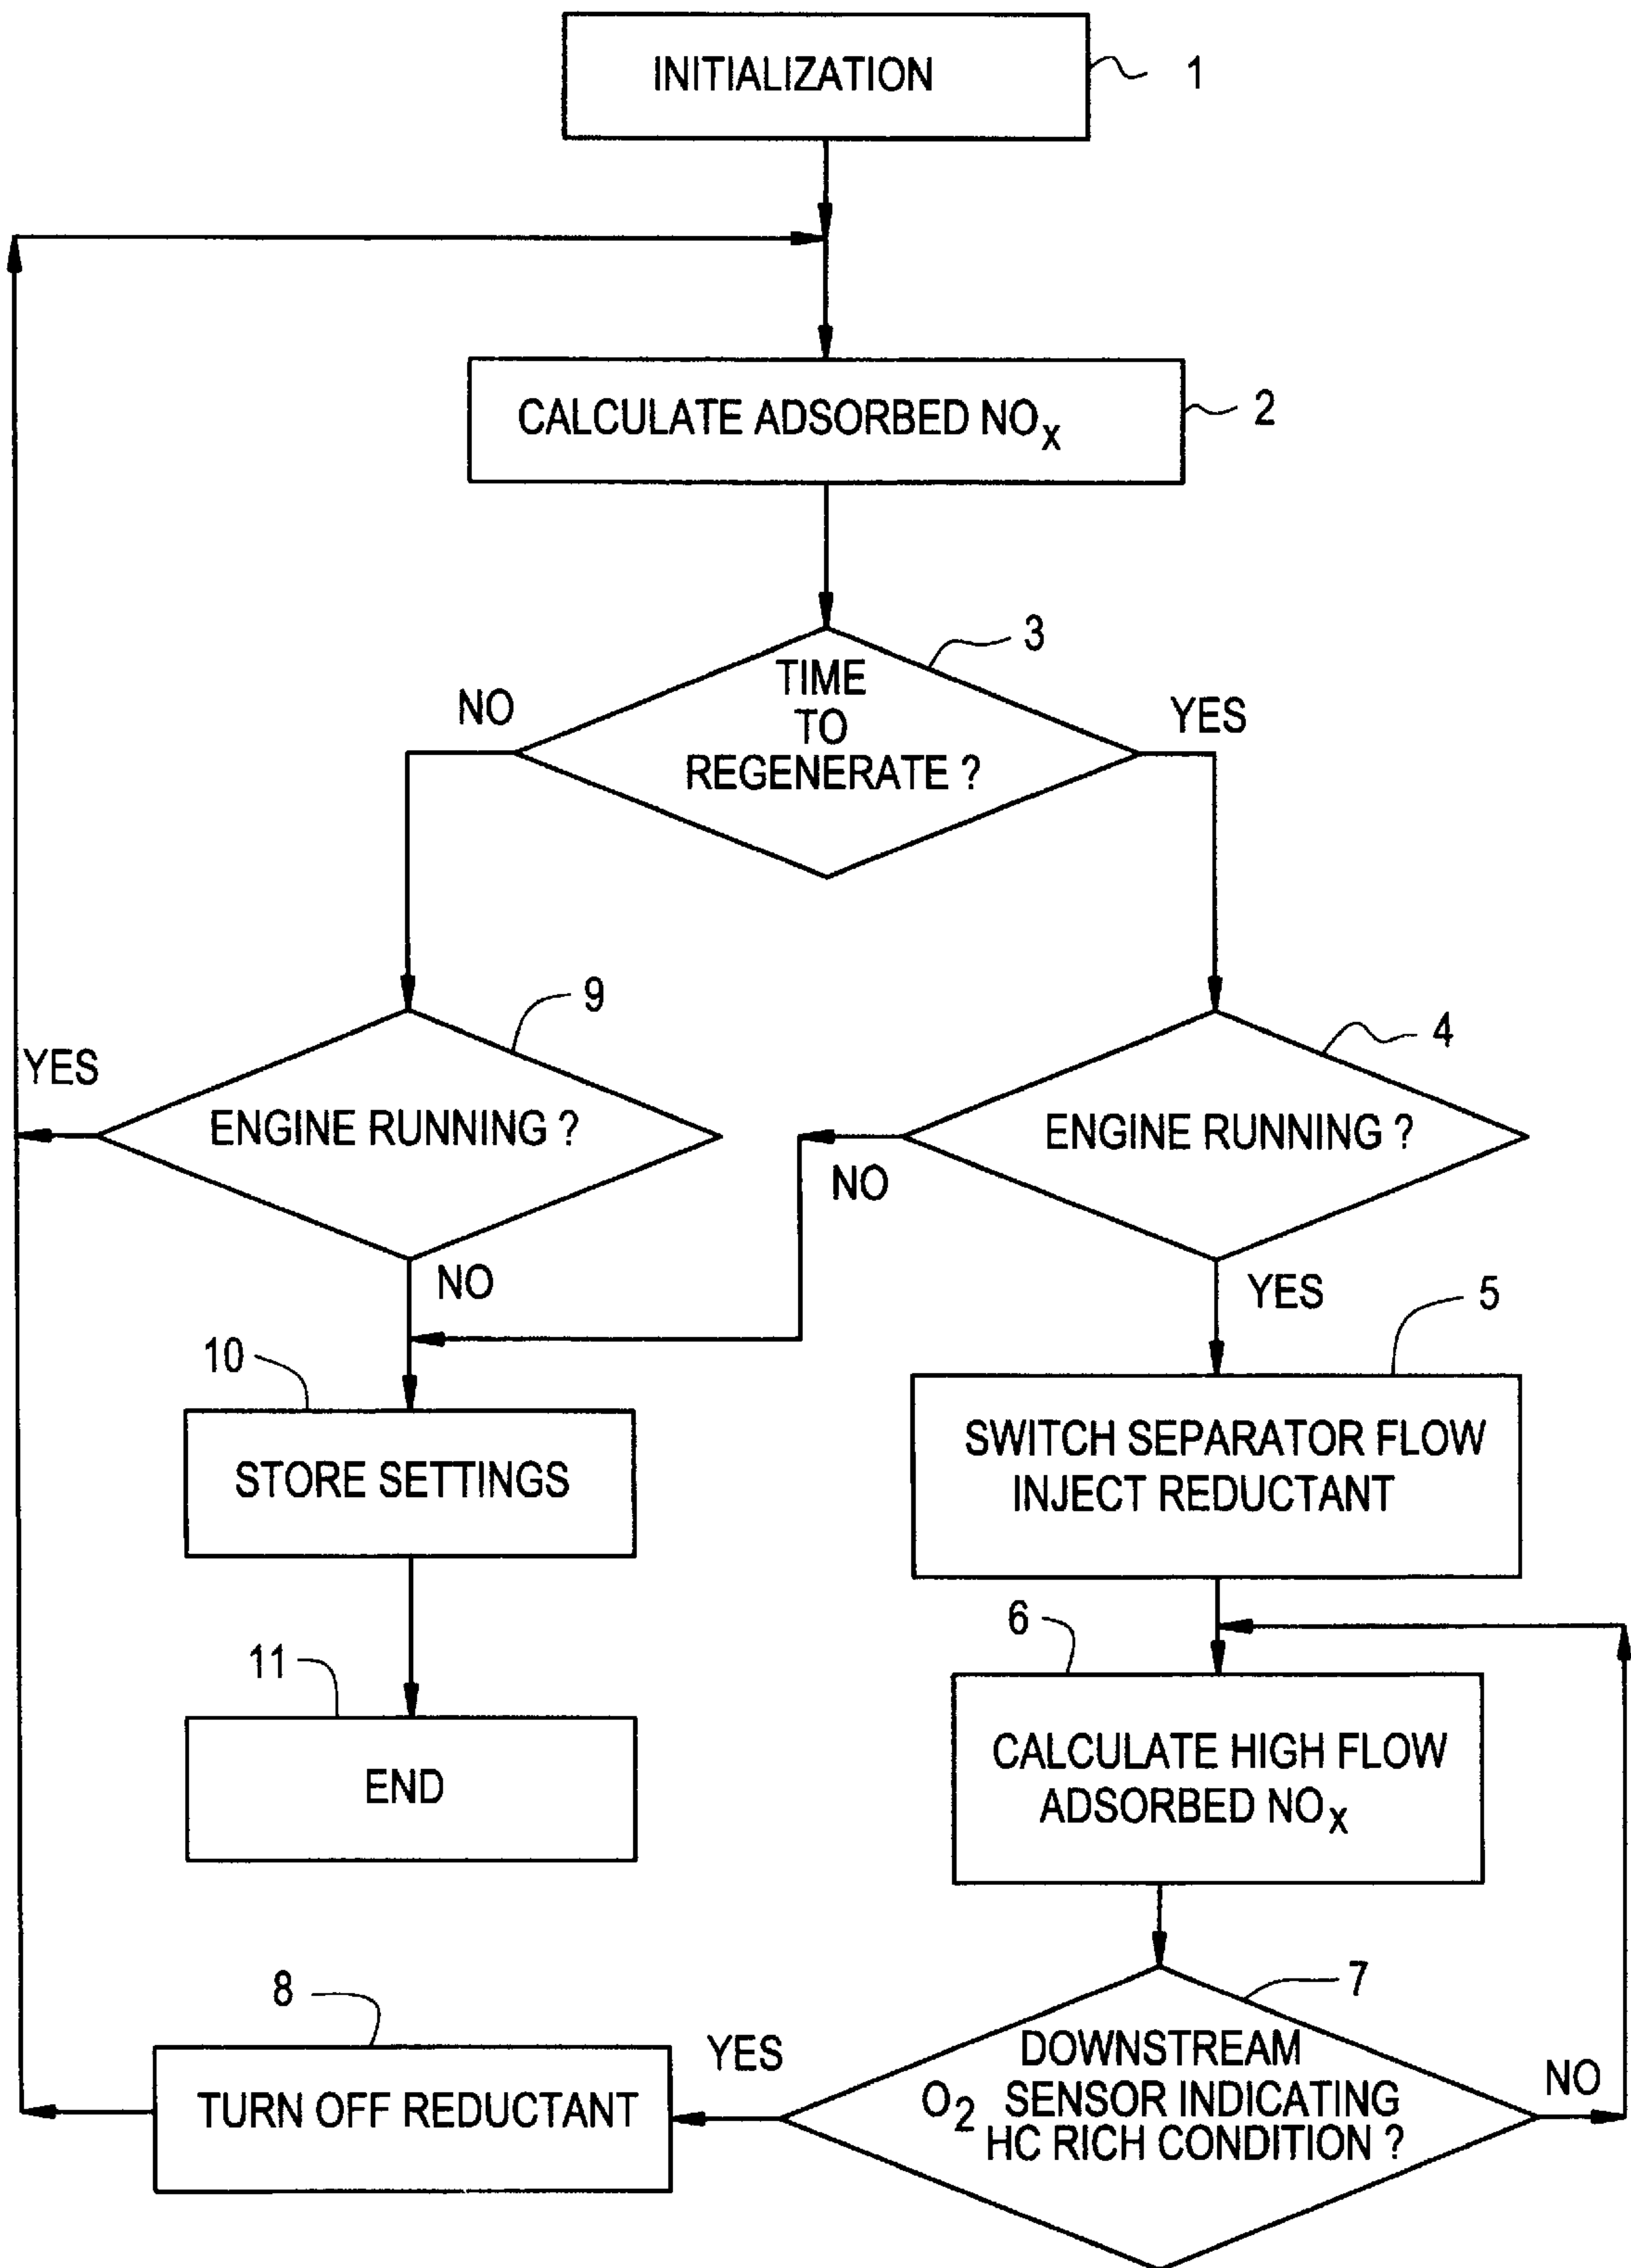 INITIALIZATION
1
CALCULATE ADSORBED NOx
2
3
TIME
TO
REGENERATE ?
NO
YES
9
4
YES
ENGINE RUNNING ?
ENGINE RUNNING ?
NO
NO
YES
5
10
SWITCH SEPARATOR FLOW
INJECT REDUCTANT
STORE SETTINGS
6
11
CALCULATE HIGH FLOW
ADSORBED NOx
END
7
8
YES
DOWNSTREAM
O2 SENSOR INDICATING
HC RICH CONDITION ?
NO
TURN OFF REDUCTANT